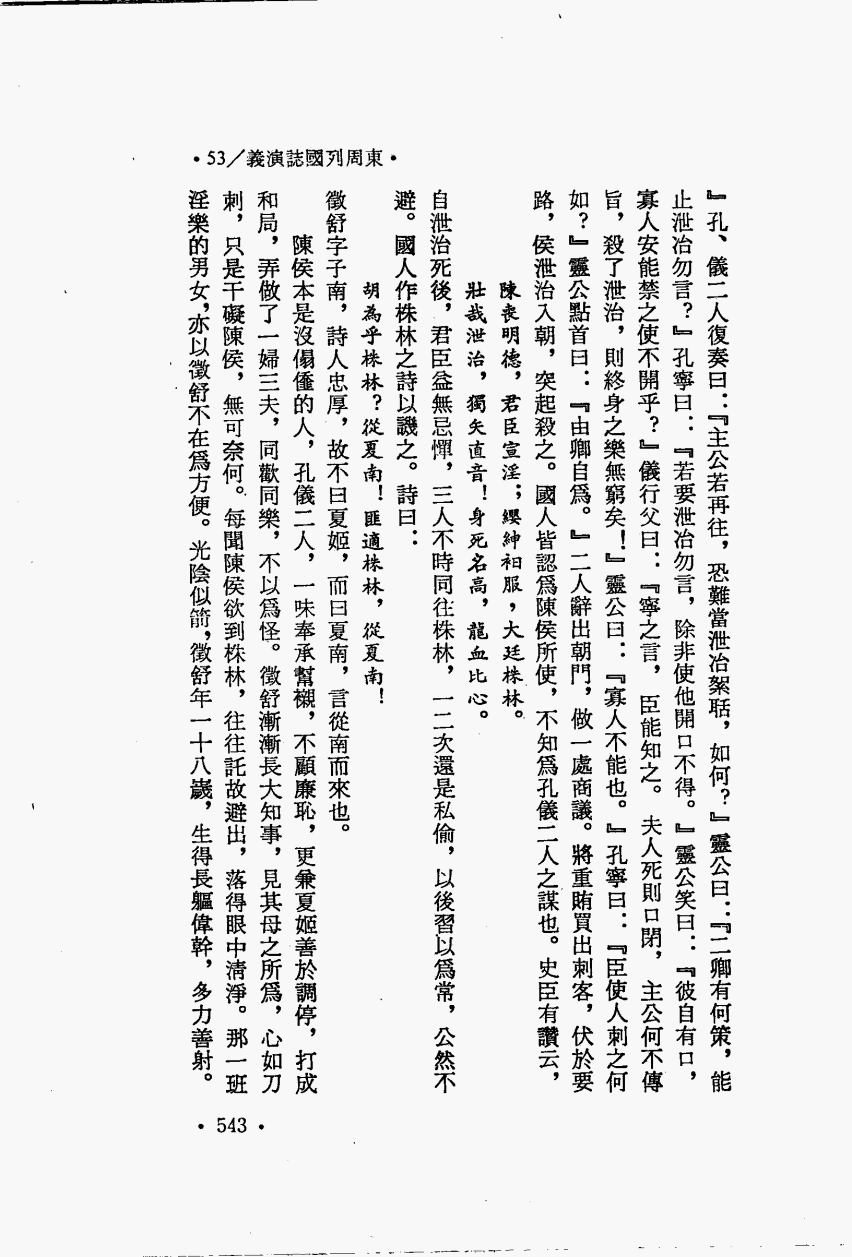 •東周列國誌演義／53•
』孔、儀二人復奏曰：『主公若再往，恐難當泄冶絮聒，如何？』靈公曰：『二卿有何策，能
止泄冶勿言？』孔寧曰：『若要泄冶勿言，除非使他開口不得。』靈公笑曰：『彼自有口，
寡人安能禁之使不開乎？』儀行父曰：『寧之言，臣能知之。夫人死則口閉，主公何不傳
旨，殺了泄冶，則終身之樂無窮矣！』靈公曰：『寡人不能也。』孔寧曰：『臣使人刺之何
如？』靈公點首曰：『由卿自爲。』二人辭出朝門，做一處商議。將重賄買出刺客，伏於要
路，侯泄冶入朝，突起殺之。國人皆認爲陳侯所使，不知爲孔儀二人之謀也。史臣有讚云，
陳喪明德，君臣宣淫；纓紳衵服，大廷株林。
壯哉泄冶，獨矢直音！身死名高，龍血比心。
自泄冶死後，君臣益無忌憚，三人不時同往株林，一二次還是私偷，以後習以爲常，公然不
避。國人作株林之詩以譏之。詩曰：
胡為乎株林？從夏南！匪適株林，從夏南！
徵舒字子南，詩人忠厚，故不曰夏姬，而曰夏南，言從南而來也。
陳侯本是沒傝𠎷的人，孔儀二人，一味奉承幫襯，不顧廉恥，更兼夏姬善於調停，打成
和局，弄做了一婦三夫，同歡同樂，不以爲怪。徵舒漸漸長大知事，見其母之所爲，心如刀
刺，只是干礙陳侯，無可奈何。每聞陳侯欲到株林，往往託故避出，落得眼中清淨。那一班
淫樂的男女，亦以徵舒不在爲方便。光陰似箭，徵舒年一十八歲，生得長軀偉幹，多力善射。
•543•